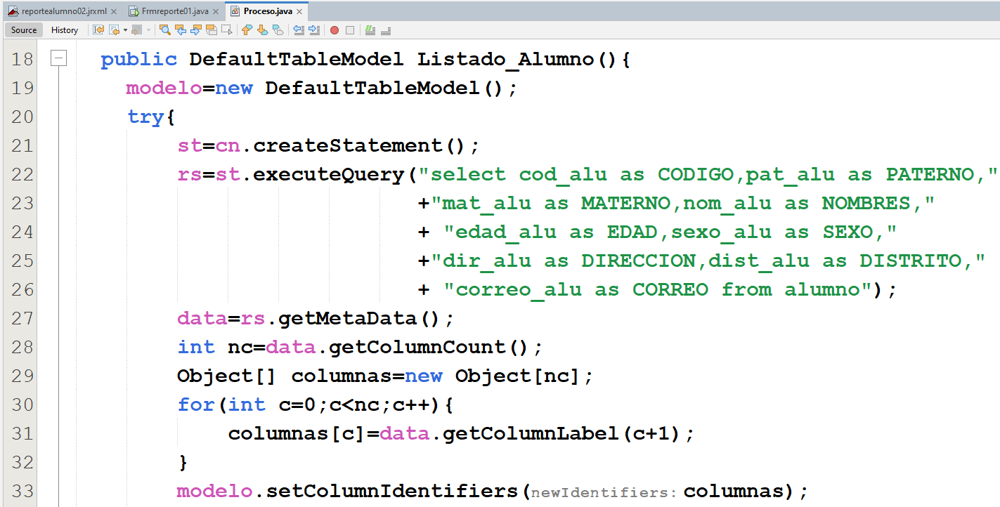 reportealumno02.jrxml Frmreporte01.java Proceso.java
Source History
18 public DefaultTableModel Listado_Alumno(){
19 modelo=new DefaultTableModel();
20 try{
21 st=cn.createStatement();
22 rs=st.executeQuery("select cod_alu as CODIGO,pat_alu as PATERNO,"
23 +"mat_alu as MATERNO,nom_alu as NOMBRES,"
24 + "edad_alu as EDAD,sexo_alu as SEXO,"
25 +"dir_alu as DIRECCION,dist_alu as DISTRITO,"
26 + "correo_alu as CORREO from alumno");
27 data=rs.getMetaData();
28 int nc=data.getColumnCount();
29 Object[] columnas=new Object[nc];
30 for(int c=0;c<nc;c++){
31 columnas[c]=data.getColumnLabel(c+1);
32 }
33 modelo.setColumnIdentifiers(newIdentifiers: columnas);